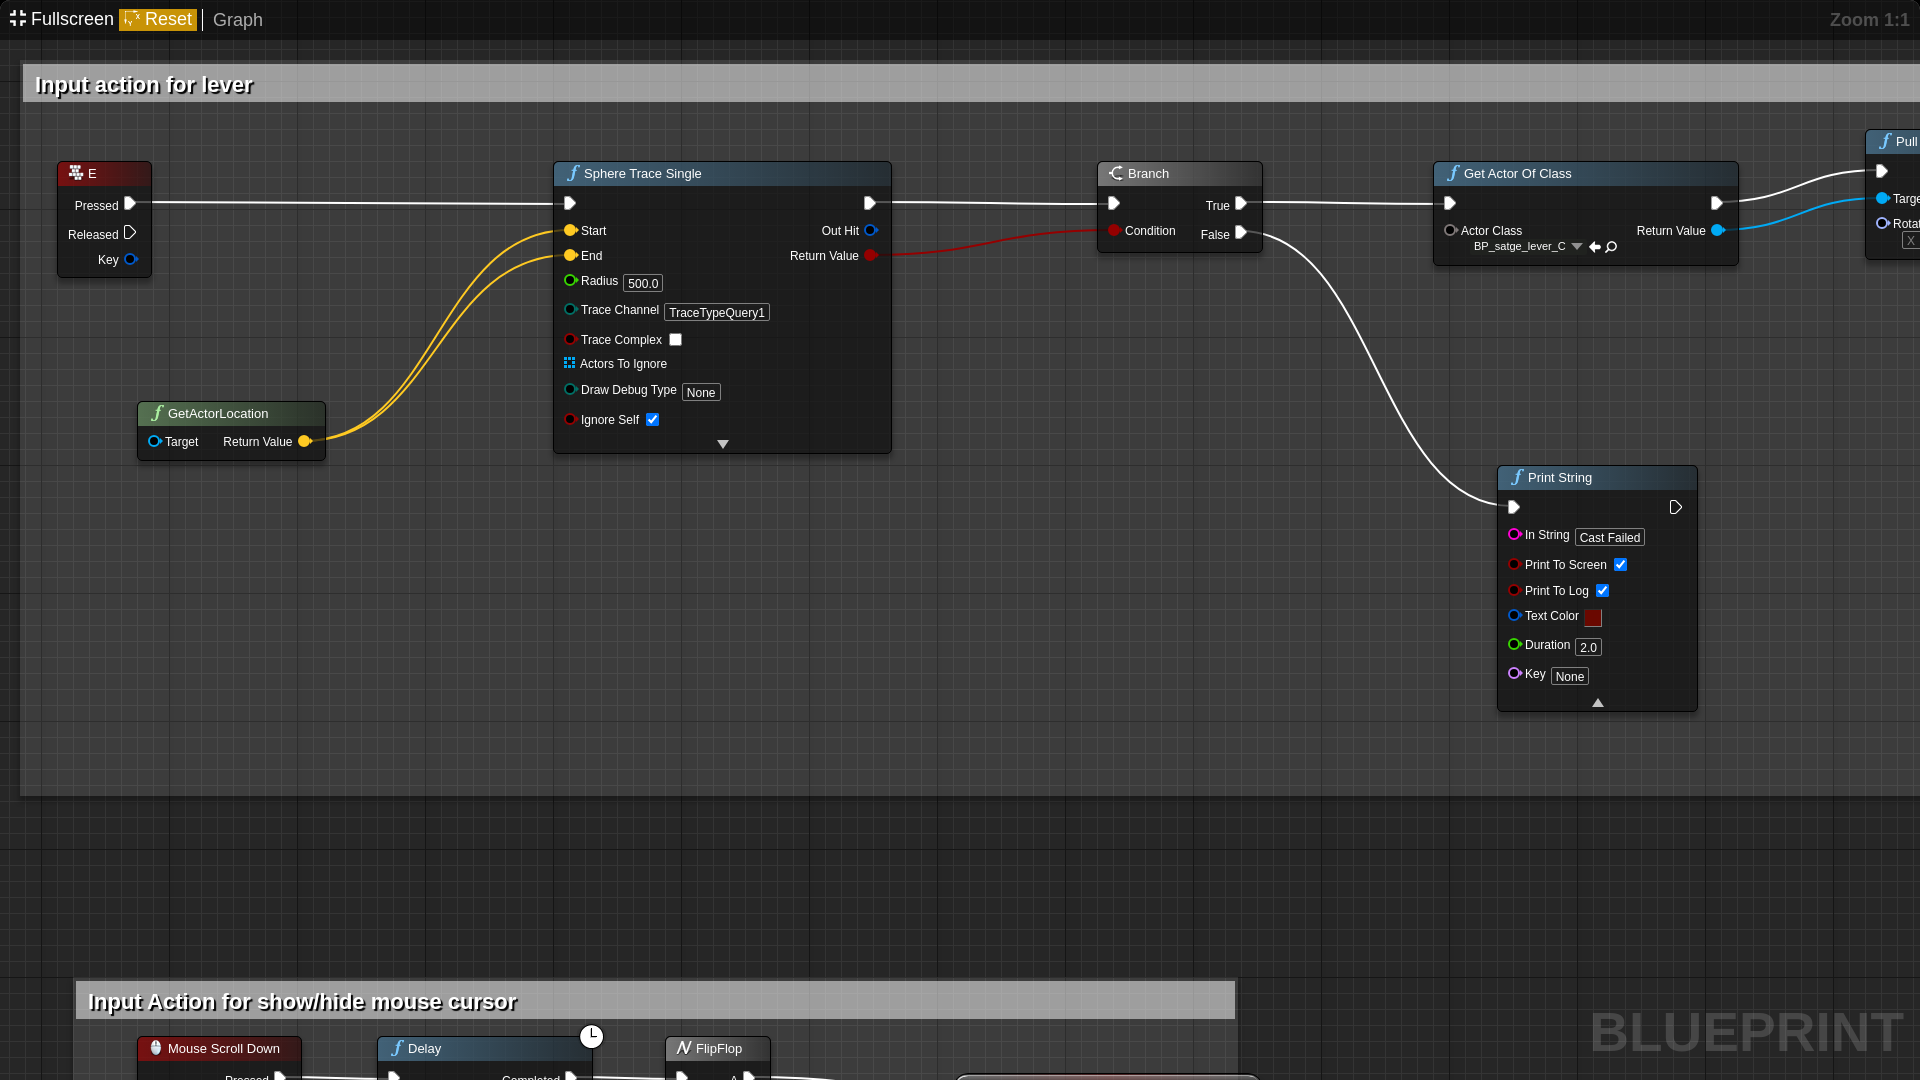 Fullscreen Reset Graph Zoom 1:1
Input action for lever
E
Pressed
Released
Key
GetActorLocation
Target Return Value
Sphere Trace Single
Start Out Hit
End Return Value
Radius 500.0
Trace Channel TraceTypeQuery1
Trace Complex
Actors To Ignore
Draw Debug Type None
Ignore Self
Branch
True
Condition False
Get Actor Of Class
Actor Class Return Value
BP_satge_lever_C
Pull
Targe
Rotat
X
Print String
In String Cast Failed
Print To Screen
Print To Log
Text Color
Duration 2.0
Key None
Input Action for show/hide mouse cursor
Mouse Scroll Down
Pressed
Delay
Completed
FlipFlop
A
BLUEPRINT